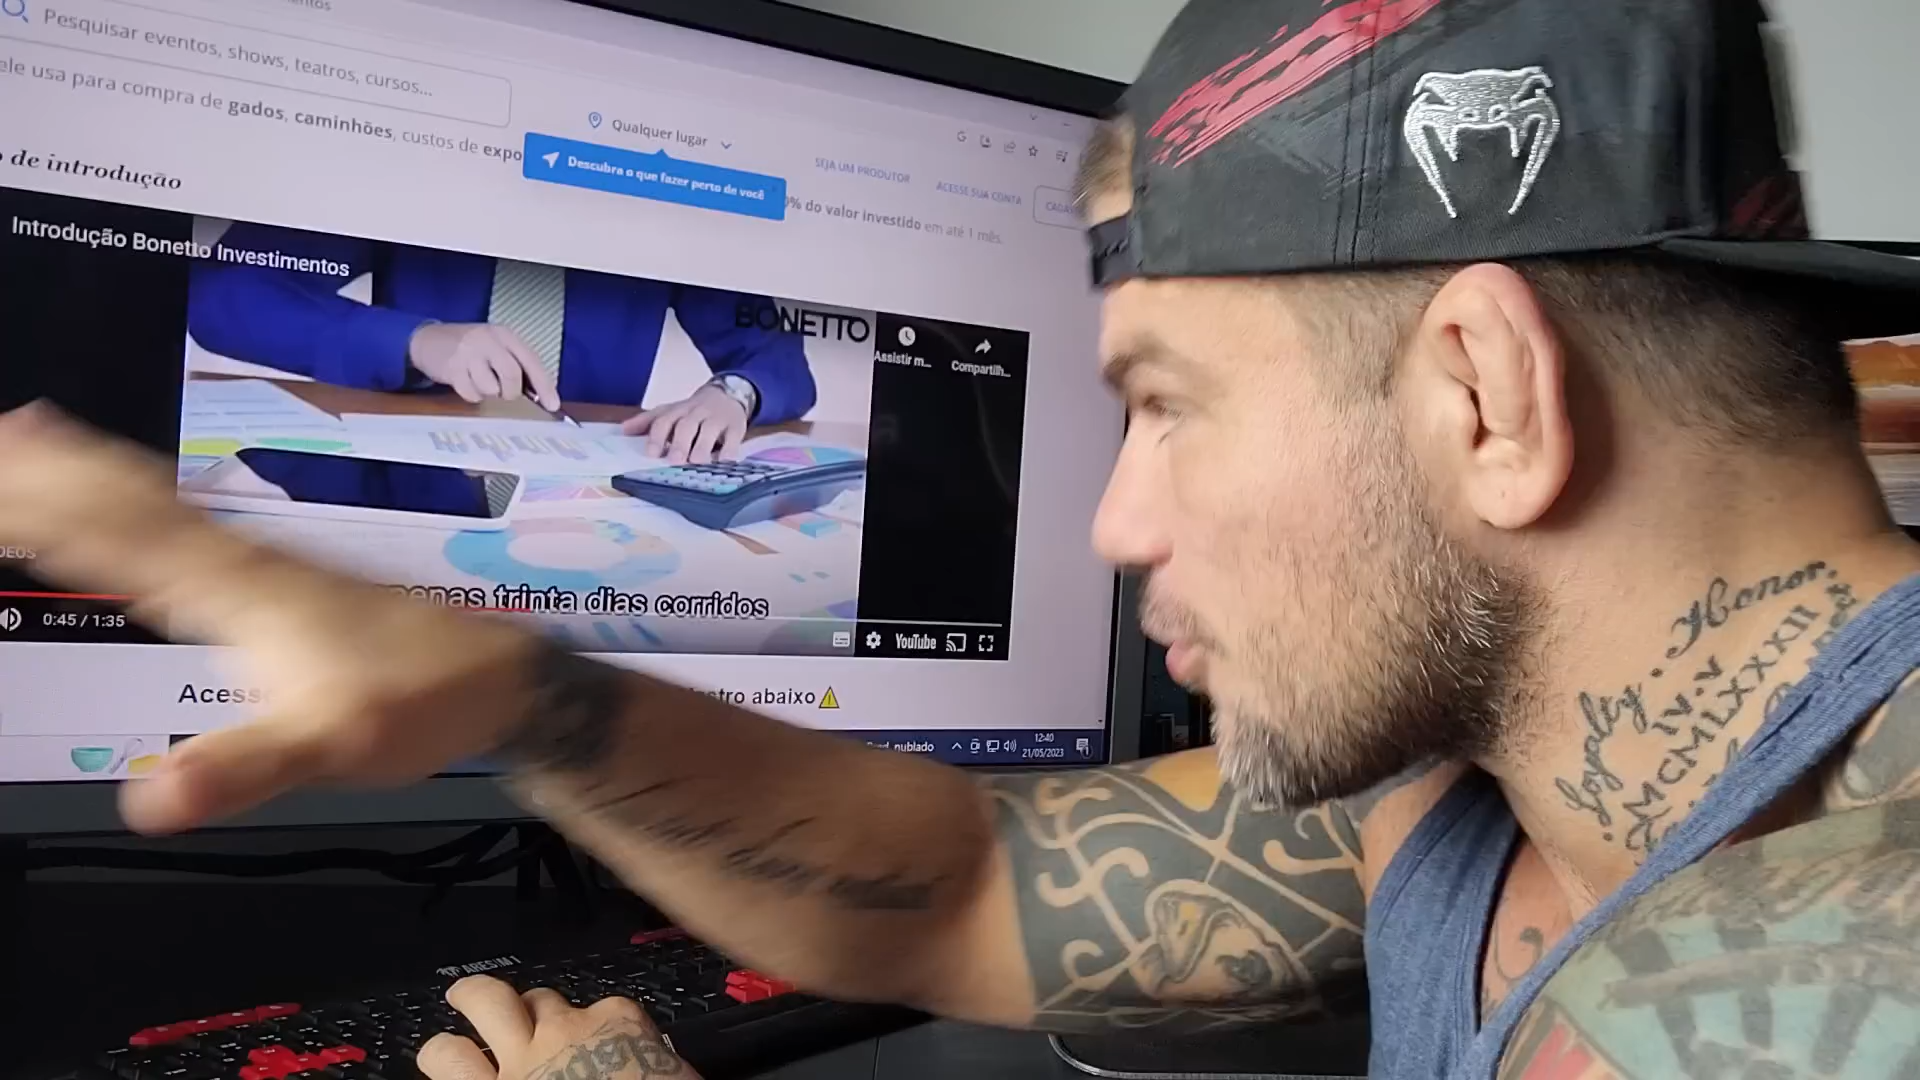 Pesquisar eventos, shows, teatros, cursos...
ele usa para compra de gados, caminhões, custos de expo
Qualquer lugar
Descubra o que fazer perto de você
SEJA UM PRODUTOR
ACESSE SUA CONTA
% do valor investido em até 1 mês.
de introdução
Introdução Bonetto Investimentos
BONETTO
Assistir m...
Compartilh...
trinta dias corridos
0:45 / 1:35
YouTube
Acess
abaixo
nublado
12:40
21/05/2023
Loyalty. Honor.
IV.V
MCMLXXXII